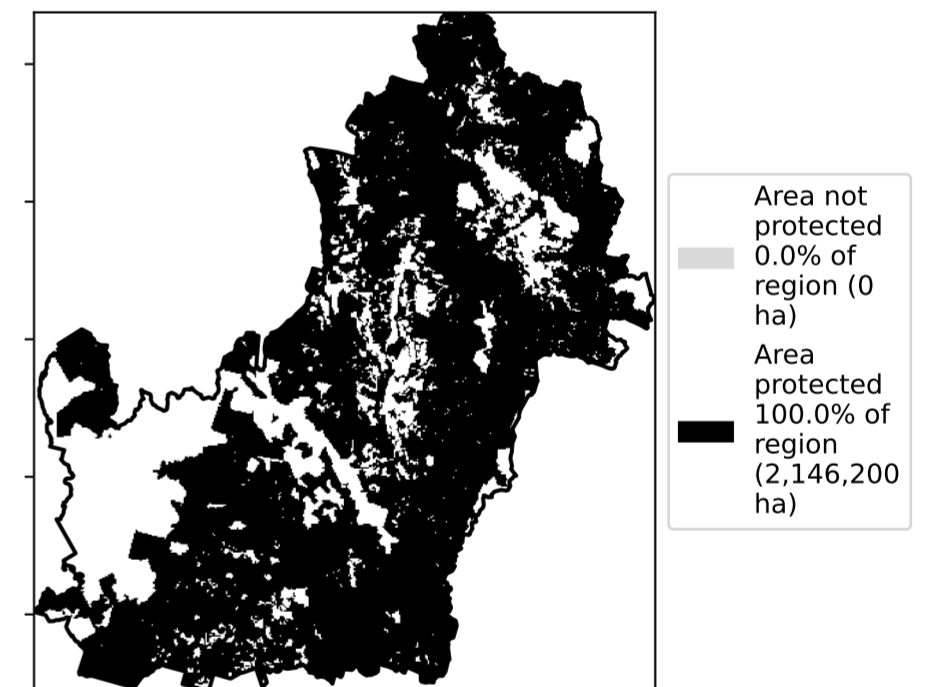 Area not
protected
0.0% of
region (0
ha)
Area
protected
100.0% of
region
(2,146,200
ha)